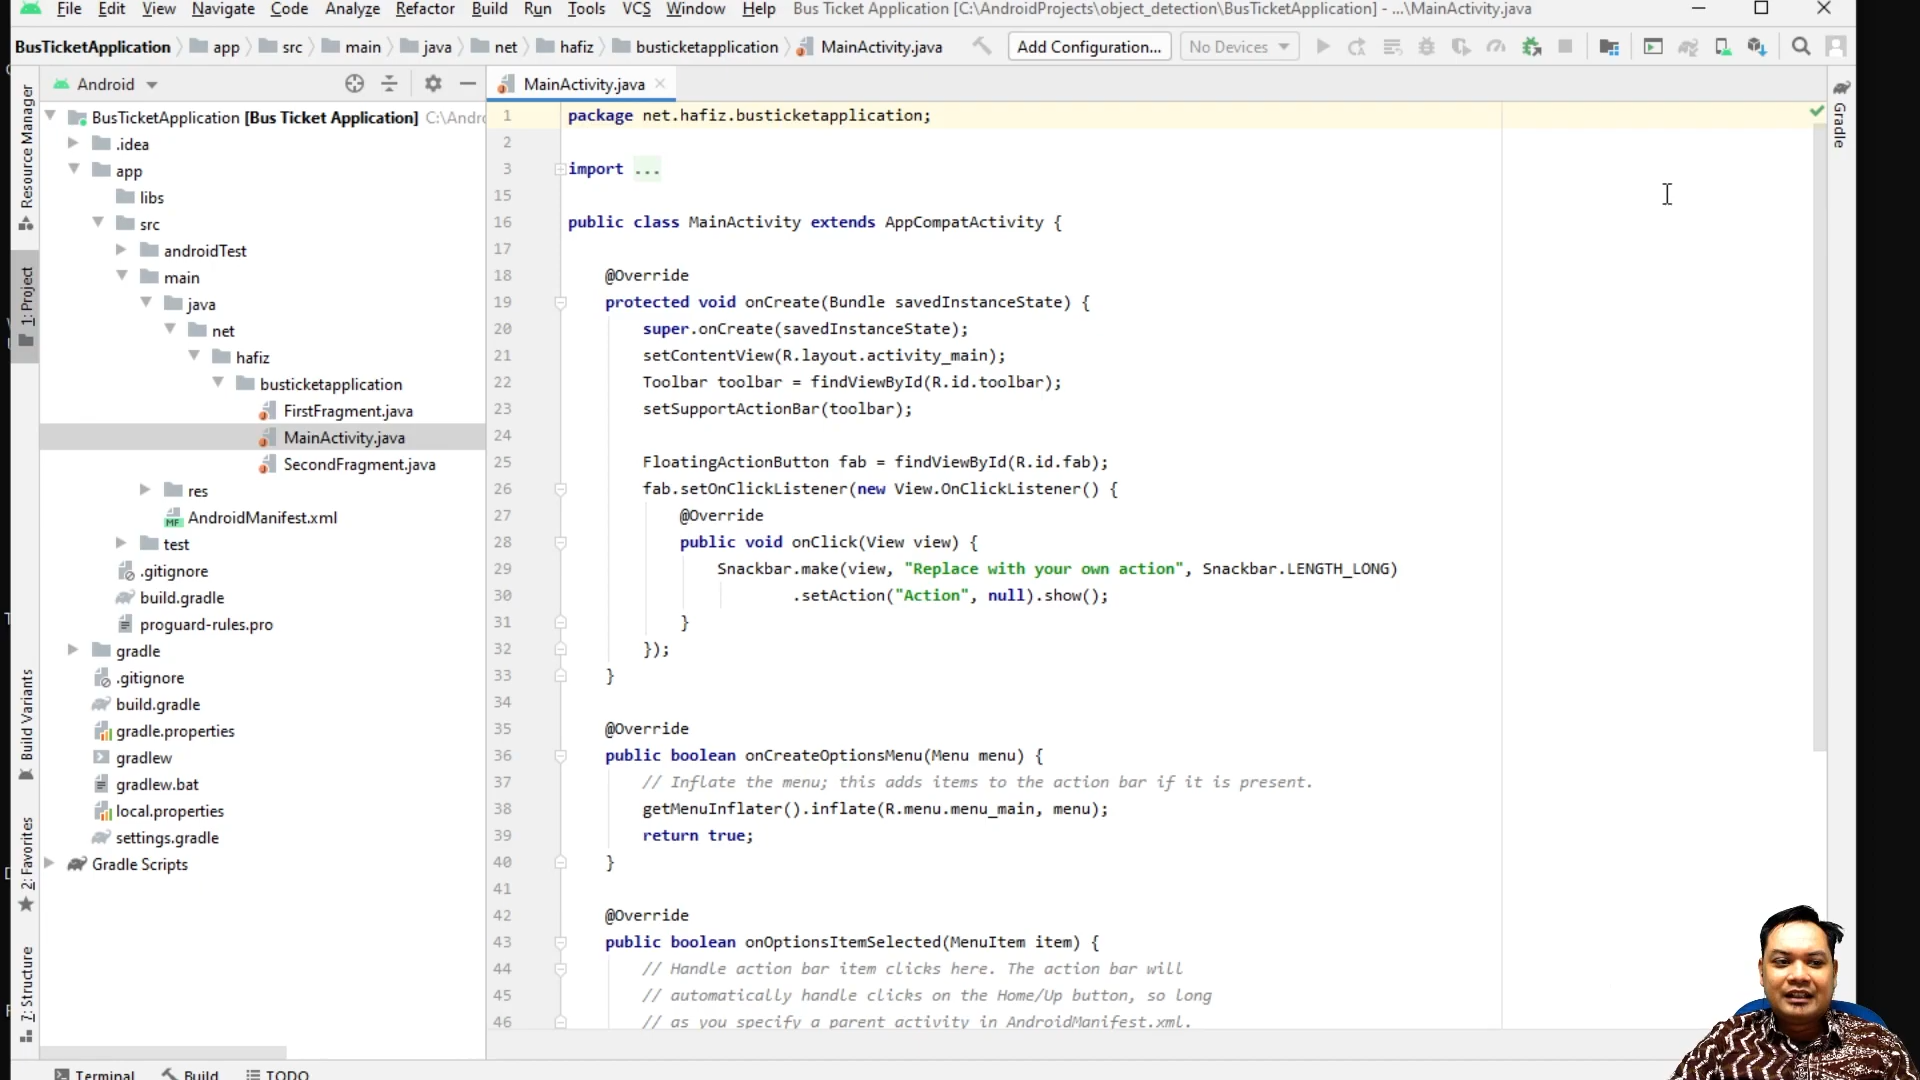 File Edit View Navigate Code Analyze Refactor Build Run Tools VCS Window Help Bus Ticket Application [C:\AndroidProjects\object_detection\BusTicketApplication] - ...\MainActivity.java
BusTicketApplication app src main java net hafiz busticketapplication MainActivity.java Add Configuration... No Devices
Android
MainActivity.java
Resource Manager
1: Project
Build Variants
2: Favorites
7: Structure
Gradle
BusTicketApplication [Bus Ticket Application] C:\Andro
.idea
app
libs
src
androidTest
main
java
net
hafiz
busticketapplication
FirstFragment.java
MainActivity.java
SecondFragment.java
res
MF AndroidManifest.xml
test
.gitignore
build.gradle
proguard-rules.pro
gradle
.gitignore
build.gradle
gradle.properties
gradlew
gradlew.bat
local.properties
settings.gradle
Gradle Scripts
1 package net.hafiz.busticketapplication;
2
3 import ...
15
16 public class MainActivity extends AppCompatActivity {
17
18 @Override
19 protected void onCreate(Bundle savedInstanceState) {
20 super.onCreate(savedInstanceState);
21 setContentView(R.layout.activity_main);
22 Toolbar toolbar = findViewById(R.id.toolbar);
23 setSupportActionBar(toolbar);
24
25 FloatingActionButton fab = findViewById(R.id.fab);
26 fab.setOnClickListener(new View.OnClickListener() {
27 @Override
28 public void onClick(View view) {
29 Snackbar.make(view, "Replace with your own action", Snackbar.LENGTH_LONG)
30 .setAction("Action", null).show();
31 }
32 });
33 }
34
35 @Override
36 public boolean onCreateOptionsMenu(Menu menu) {
37 // Inflate the menu; this adds items to the action bar if it is present.
38 getMenuInflater().inflate(R.menu.menu_main, menu);
39 return true;
40 }
41
42 @Override
43 public boolean onOptionsItemSelected(MenuItem item) {
44 // Handle action bar item clicks here. The action bar will
45 // automatically handle clicks on the Home/Up button, so long
46 // as you specify a parent activity in AndroidManifest.xml.
Terminal Build TODO